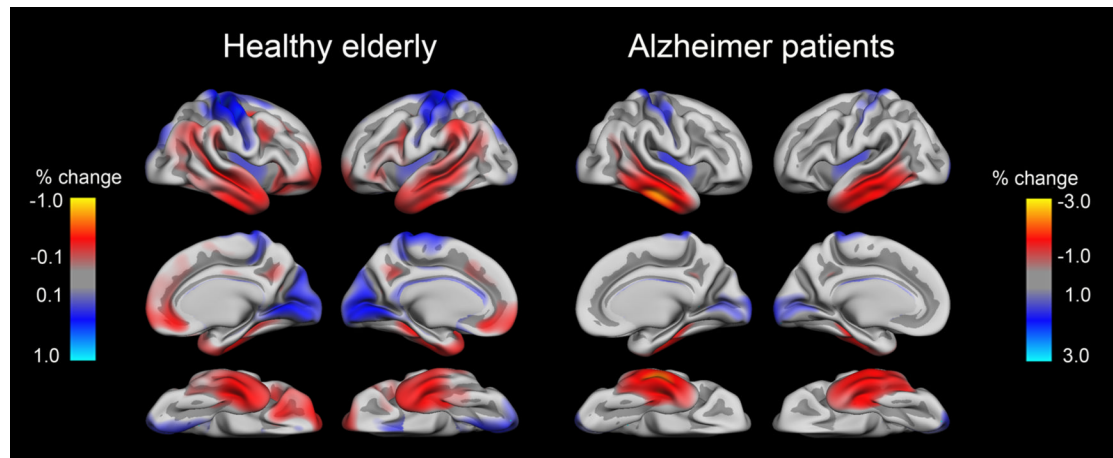 Healthy elderly
Alzheimer patients
% change
-1.0
-0.1
0.1
1.0
% change
-3.0
-1.0
1.0
3.0